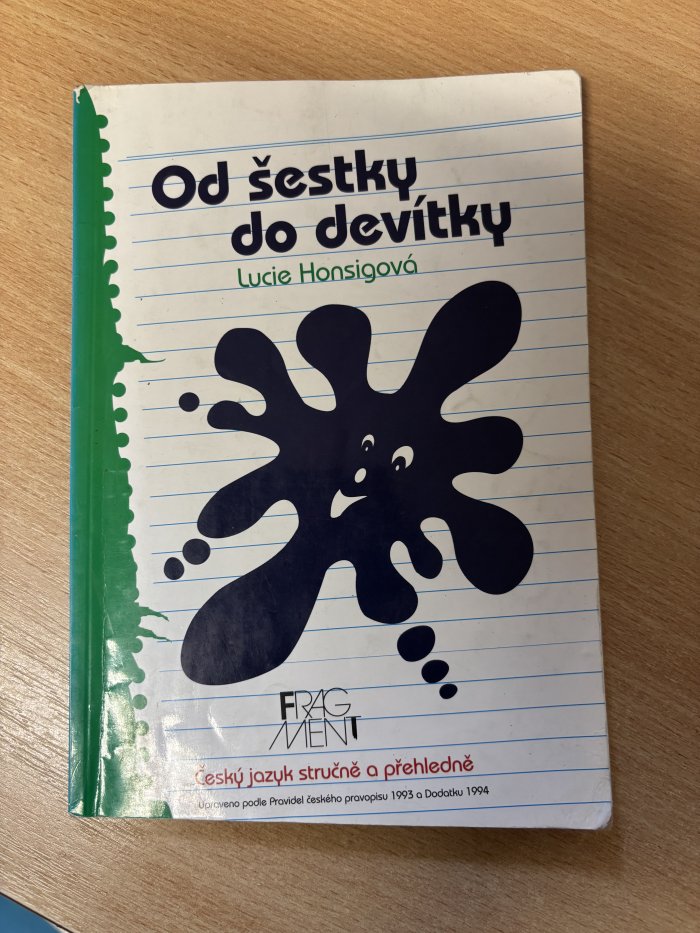 Od šestky
do devítky
Lucie Honsigová
FRAG
MENT
Český jazyk stručně a přehledně
Upraveno podle Pravidel českého pravopisu 1993 a Dodatku 1994